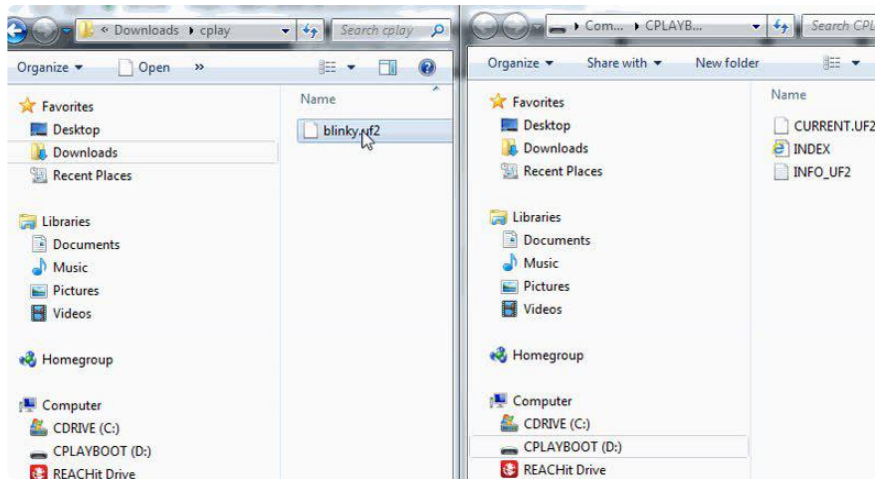 « Downloads › cplay
Search cplay
Organize
Open
»
Favorites
Desktop
Downloads
Recent Places
Libraries
Documents
Music
Pictures
Videos
Homegroup
Computer
CDRIVE (C:)
CPLAYBOOT (D:)
REACHit Drive
Name
blinky.uf2
Com... › CPLAYB...
Search CPL
Organize
Share with
New folder
Favorites
Desktop
Downloads
Recent Places
Libraries
Documents
Music
Pictures
Videos
Homegroup
Computer
CDRIVE (C:)
CPLAYBOOT (D:)
REACHit Drive
Name
CURRENT.UF2
INDEX
INFO_UF2